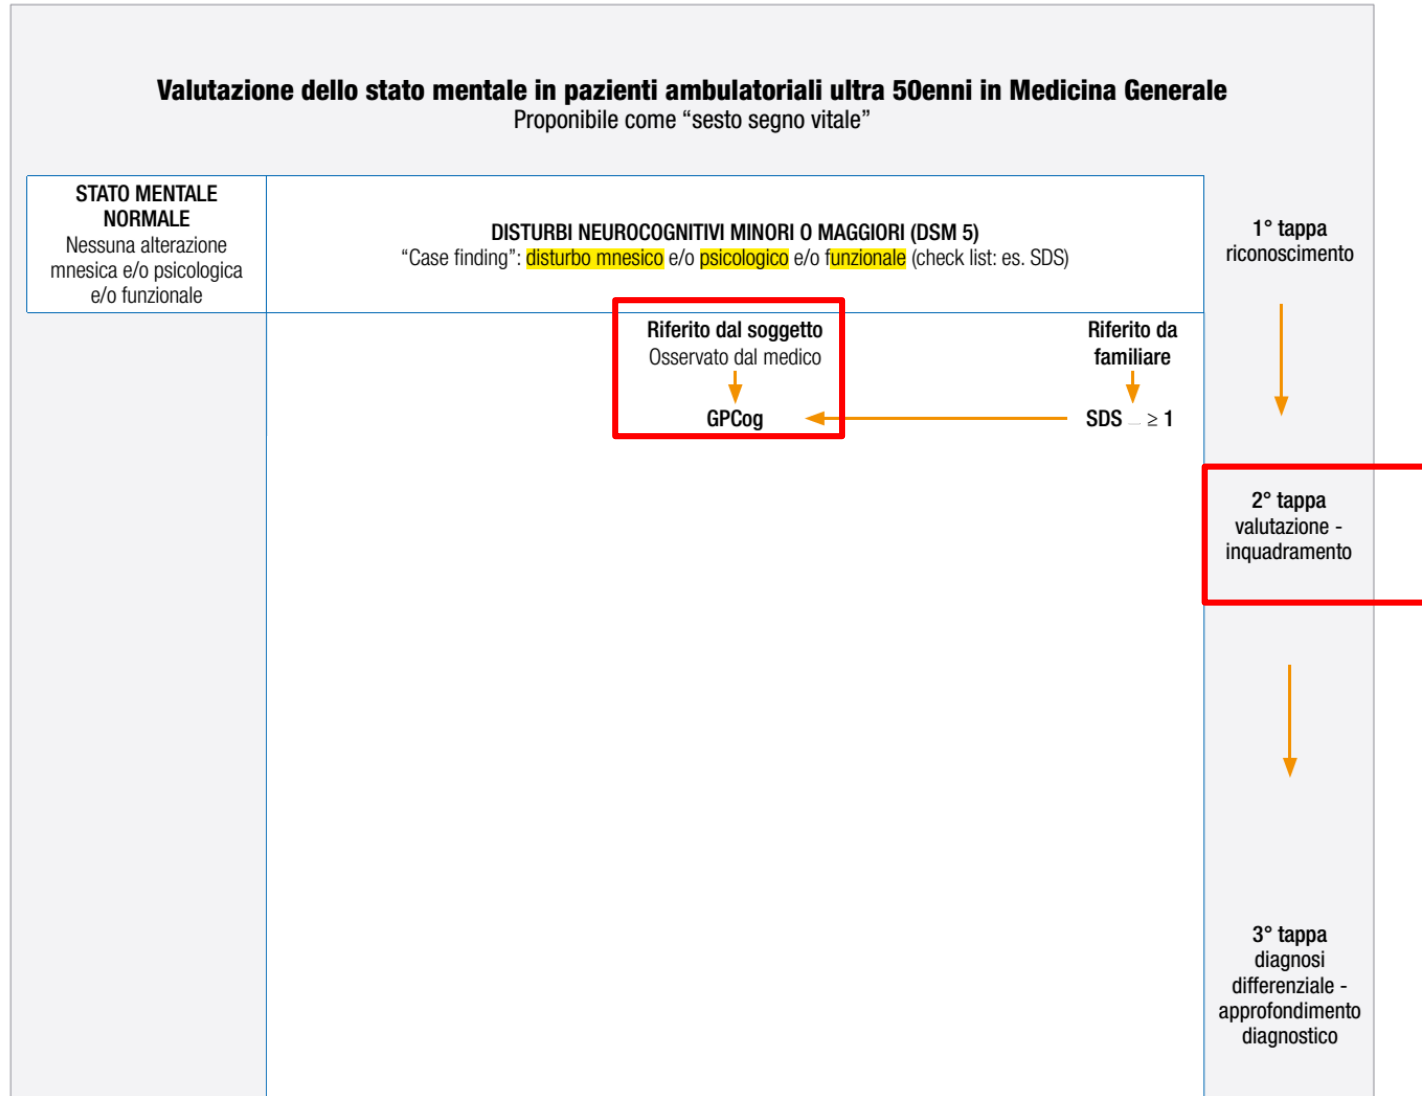 Valutazione dello stato mentale in pazienti ambulatoriali ultra 50enni in Medicina Generale
Proponibile come “sesto segno vitale”
STATO MENTALE
NORMALE
Nessuna alterazione
mnesica e/o psicologica
e/o funzionale
DISTURBI NEUROCOGNITIVI MINORI O MAGGIORI (DSM 5)
“Case finding”: disturbo mnesico e/o psicologico e/o funzionale (check list: es. SDS)
1° tappa
riconoscimento
Riferito dal soggetto
Osservato dal medico
GPCog
Riferito da
familiare
SDS ≥ 1
2° tappa
valutazione -
inquadramento
3° tappa
diagnosi
differenziale -
approfondimento
diagnostico